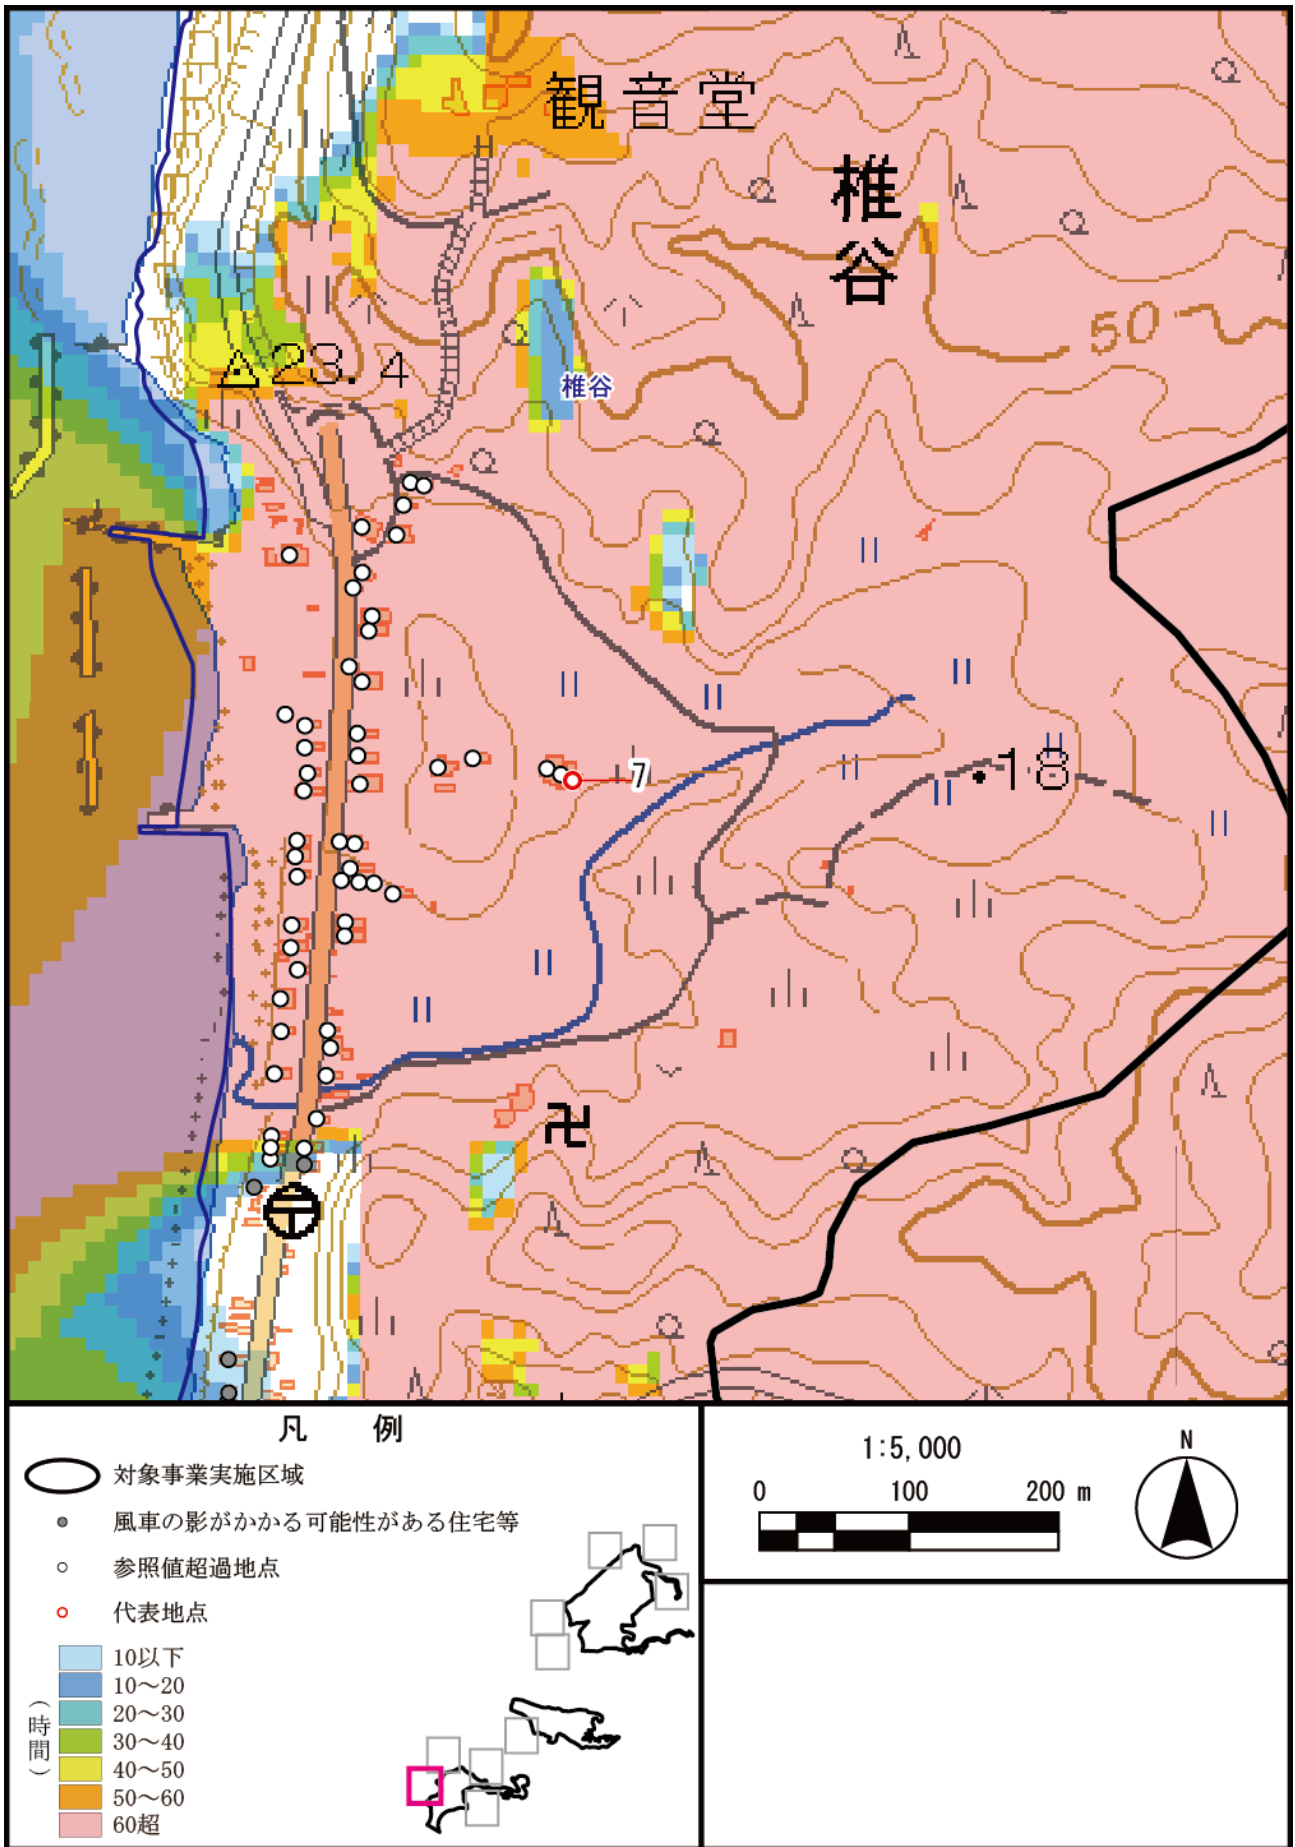 観音堂
椎谷
50
23.4
椎谷
7
18
凡 例
対象事業実施区域
風車の影がかかる可能性がある住宅等
参照値超過地点
代表地点
(時間)
10以下
10～20
20～30
30～40
40～50
50～60
60超
1:5,000
0 100 200 m
N